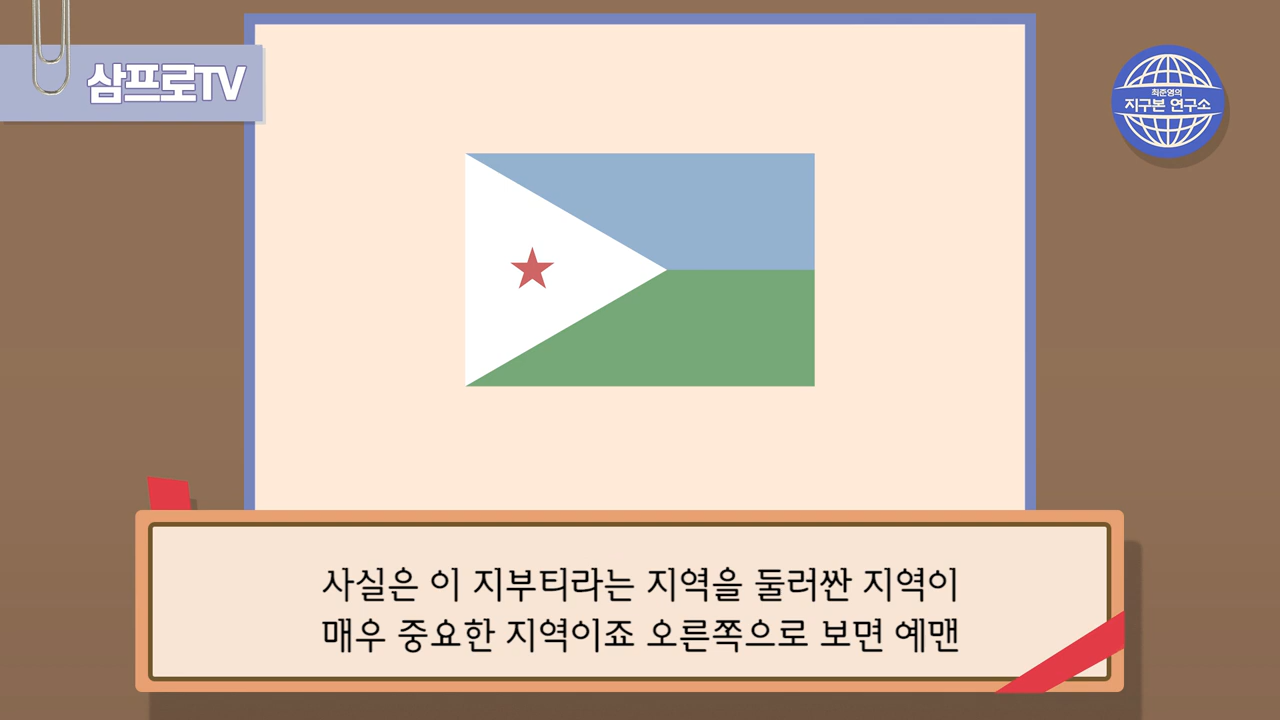 삼프로TV
최준영의
지구본 연구소
사실은 이 지부티라는 지역을 둘러싼 지역이
매우 중요한 지역이죠 오른쪽으로 보면 예맨